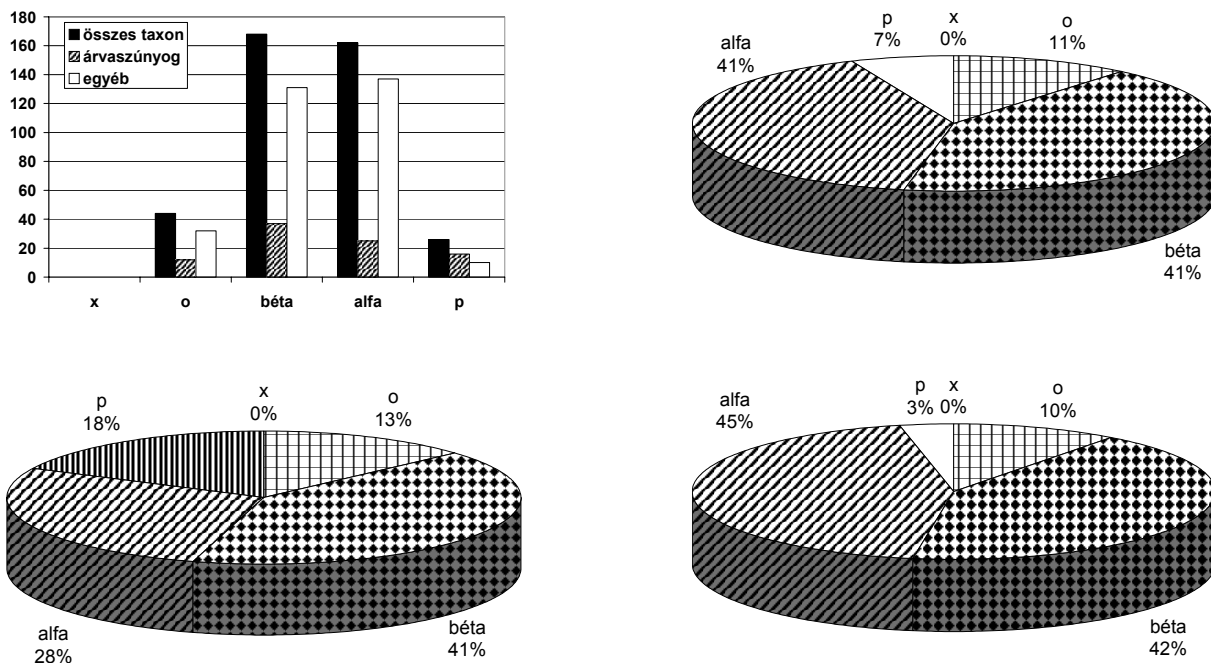 180
160
140
120
100
80
60
40
20
0
összes taxon
árvaszúnyog
egyéb
x o béta alfa p
p
7%
x
0%
o
11%
alfa
41%
béta
41%
p
18%
x
0%
o
13%
alfa
28%
béta
41%
alfa
45%
p
3%
x
0%
o
10%
béta
42%